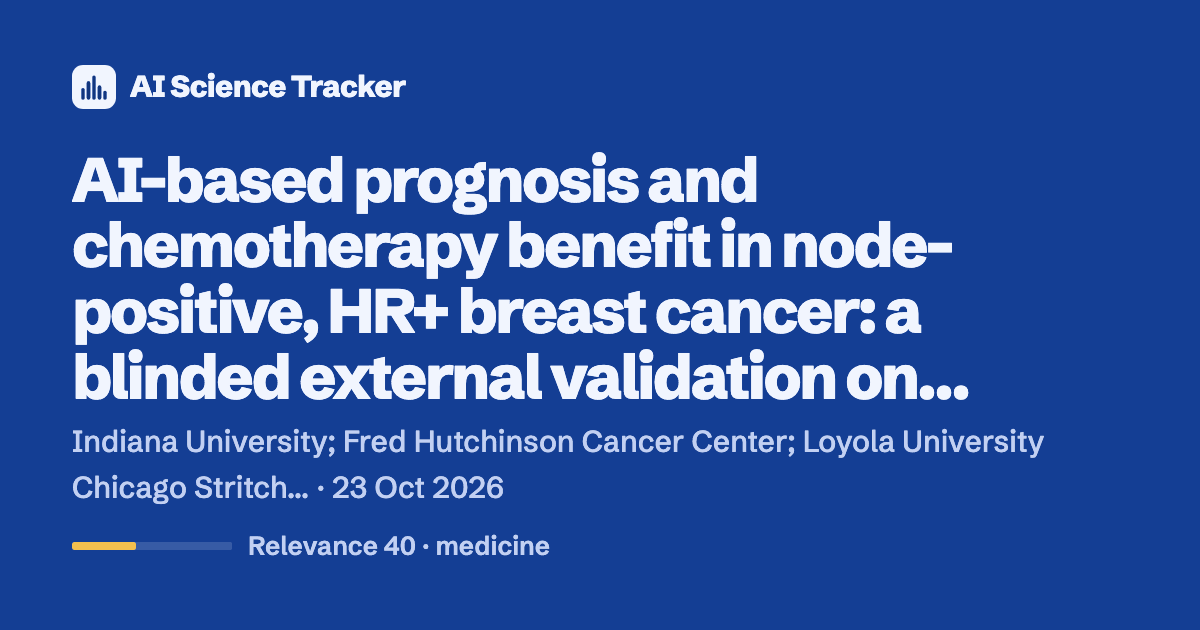 AI Science Tracker
AI-based prognosis and
chemotherapy benefit in node-
positive, HR+ breast cancer: a
blinded external validation on...
Indiana University; Fred Hutchinson Cancer Center; Loyola University
Chicago Stritch... · 23 Oct 2026
Relevance 40 · medicine